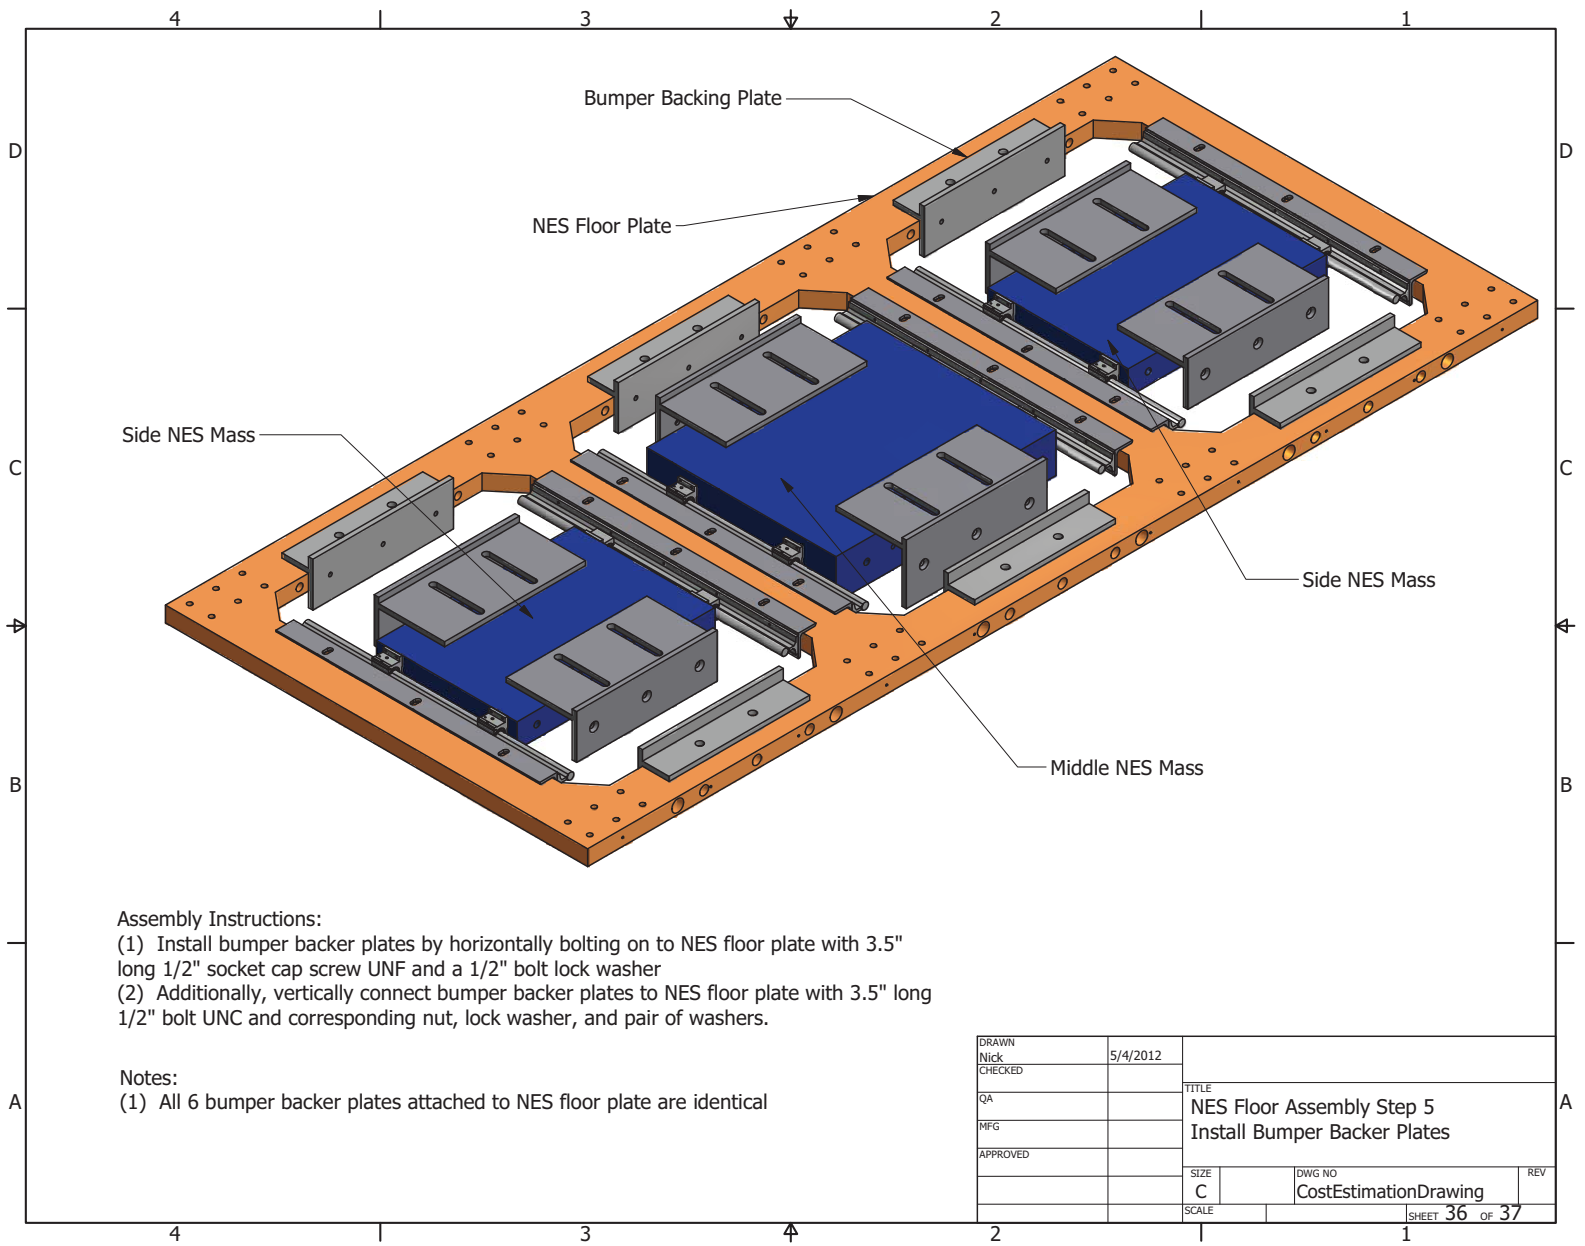 4 3 2 1
D D
C C
B B
A A
Bumper Backing Plate
NES Floor Plate
Side NES Mass
Side NES Mass
Middle NES Mass
Assembly Instructions:
(1) Install bumper backer plates by horizontally bolting on to NES floor plate with 3.5"
long 1/2" socket cap screw UNF and a 1/2" bolt lock washer
(2) Additionally, vertically connect bumper backer plates to NES floor plate with 3.5" long
1/2" bolt UNC and corresponding nut, lock washer, and pair of washers.
Notes:
(1) All 6 bumper backer plates attached to NES floor plate are identical
DRAWN
Nick 5/4/2012
CHECKED
QA
MFG
APPROVED
TITLE
NES Floor Assembly Step 5
Install Bumper Backer Plates
SIZE
C
DWG NO
CostEstimationDrawing
REV
SCALE
SHEET 36 OF 37
4 3 2 1